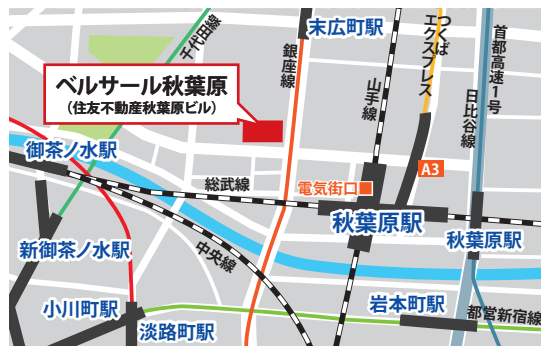 末広町駅
千代田線
銀座線
山手線
つくば
エクスプレス
首都高速1号
日比谷線
ベルサール秋葉原
(住友不動産秋葉原ビル)
御茶ノ水駅
総武線
電気街口
A3
秋葉原駅
秋葉原駅
新御茶ノ水駅
中央線
小川町駅
淡路町駅
岩本町駅
都営新宿線